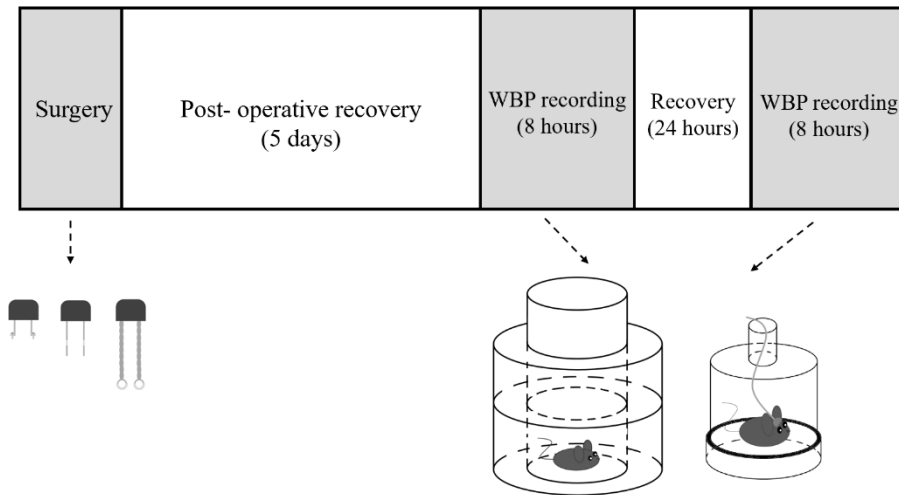 Surgery
Post- operative recovery
(5 days)
WBP recording
(8 hours)
Recovery
(24 hours)
WBP recording
(8 hours)